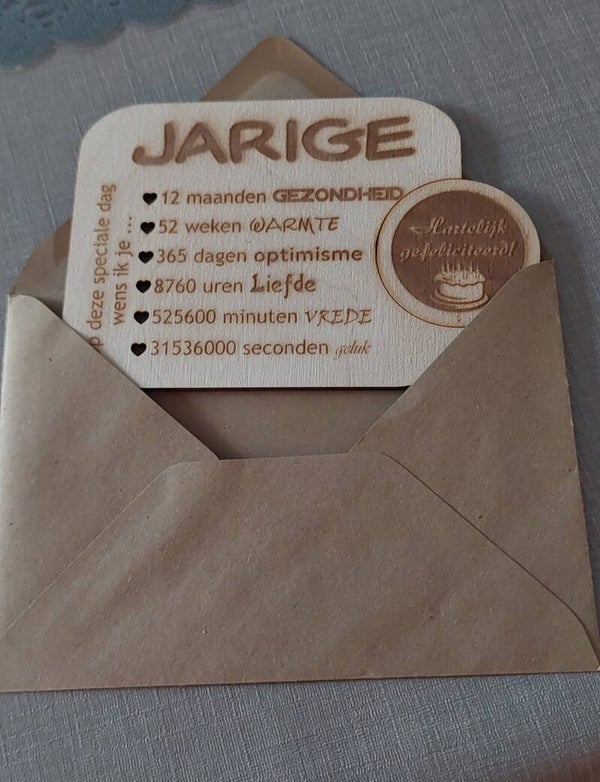 JARIGE
p deze speciale dag
wens ik je ...
12 maanden GEZONDHEID
52 weken WARMTE
365 dagen optimisme
8760 uren Liefde
525600 minuten VREDE
31536000 seconden geluk
Hartelijk
gefeliciteerd!